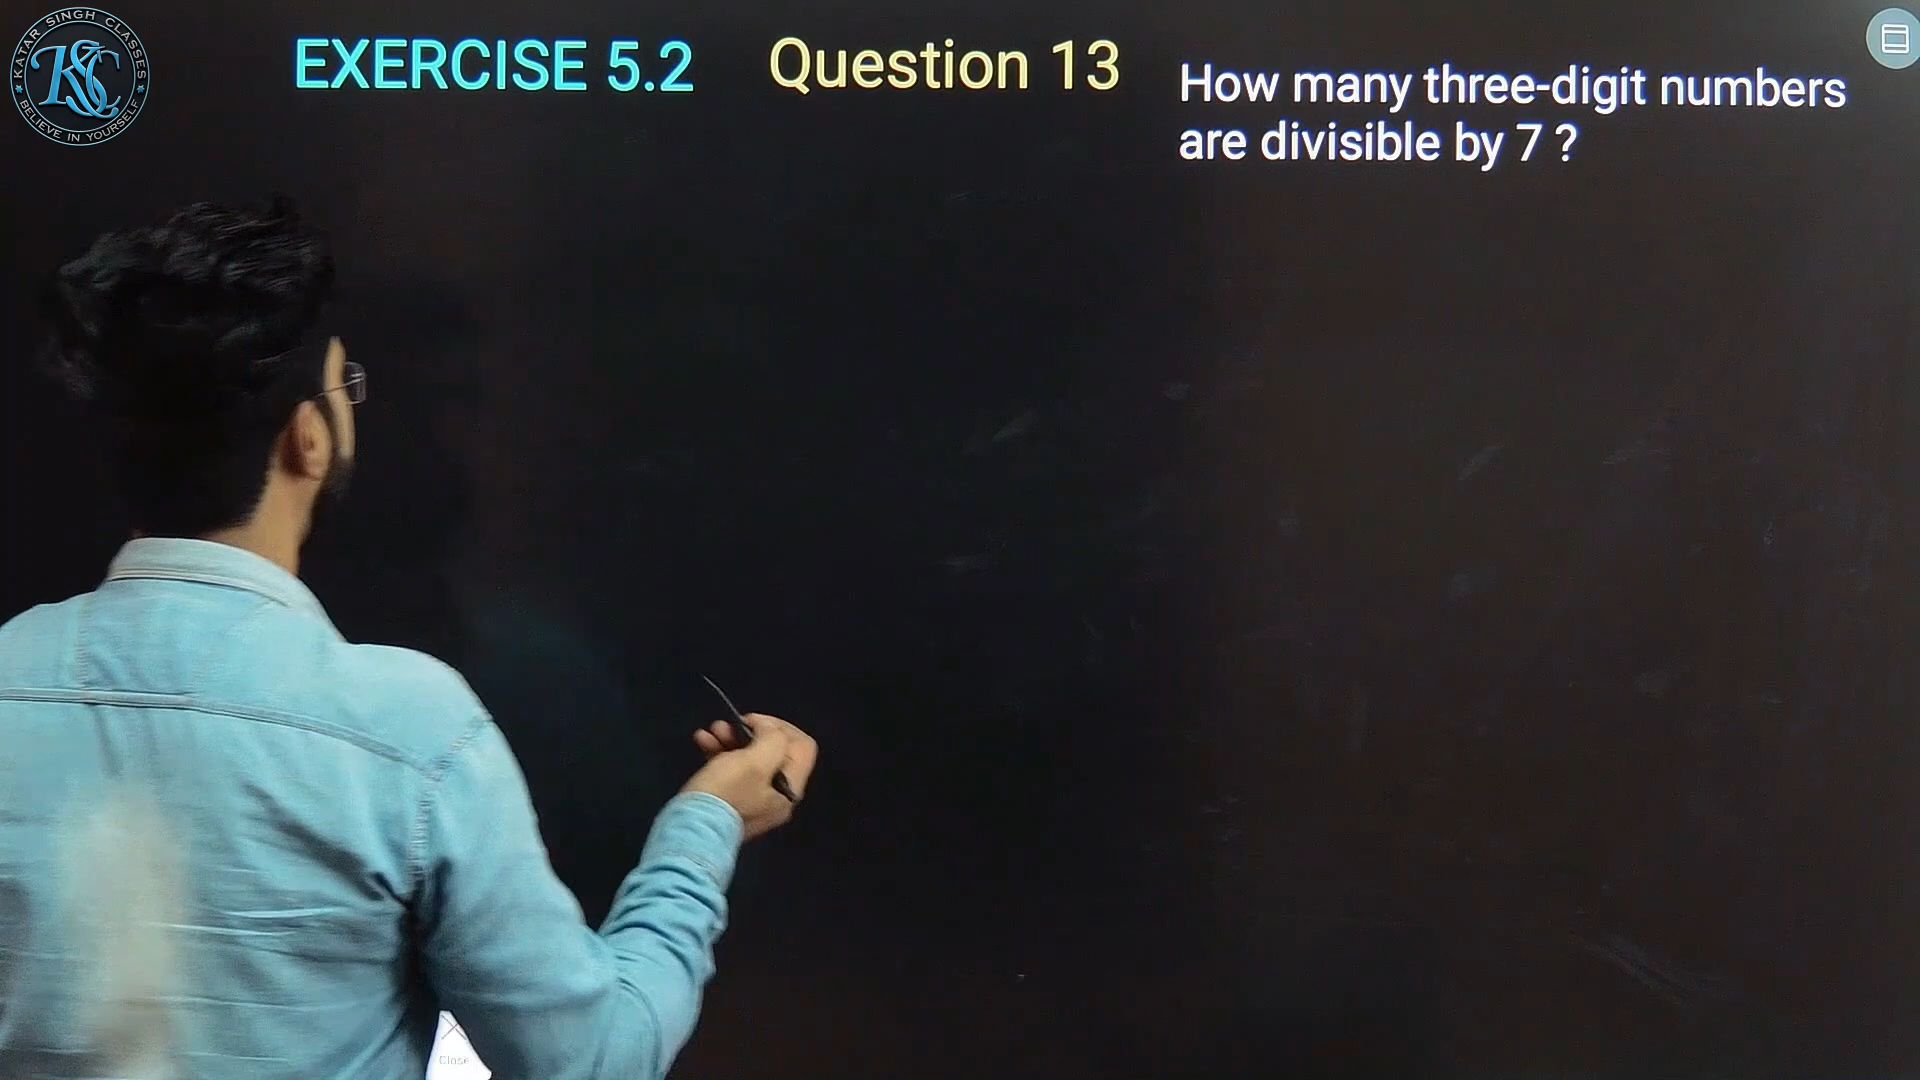 KATAR SINGH CLASSES
KSC
BELIEVE IN YOURSELF
EXERCISE 5.2 Question 13
How many three-digit numbers
are divisible by 7 ?
Close